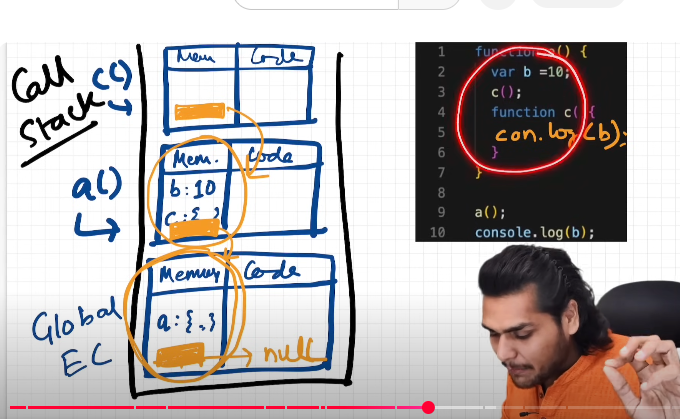 Call
Stack
c()
Mem
Code
a()
Mem.
Code
b:10
c:{ }
Global
EC
Memory
Code
a:{.}
null
1 function a() {
2 var b =10;
3 c();
4 function c() {
5 con.log(b);
6 }
7 }
8
9 a();
10 console.log(b);